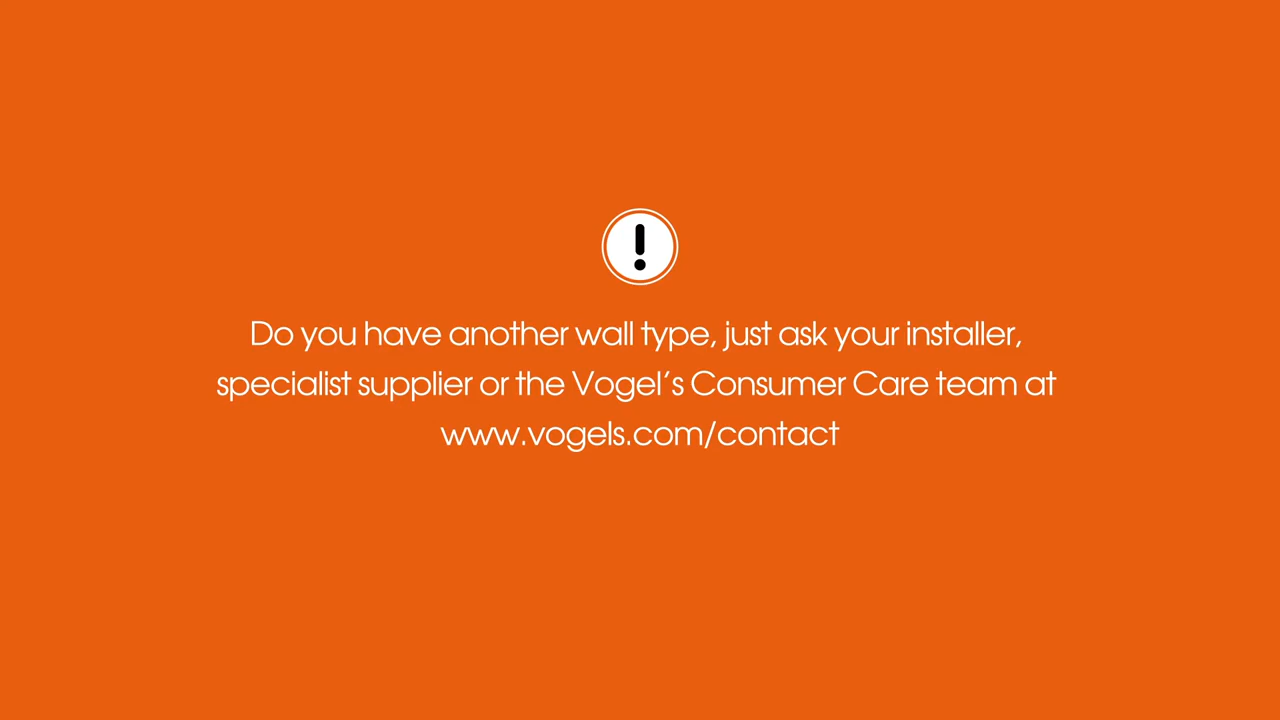 Do you have another wall type, just ask your installer,
specialist supplier or the Vogel’s Consumer Care team at
www.vogels.com/contact